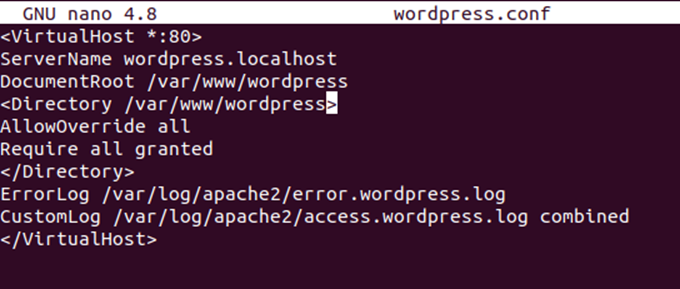 GNU nano 4.8 wordpress.conf
<VirtualHost *:80>
ServerName wordpress.localhost
DocumentRoot /var/www/wordpress
<Directory /var/www/wordpress>
AllowOverride all
Require all granted
</Directory>
ErrorLog /var/log/apache2/error.wordpress.log
CustomLog /var/log/apache2/access.wordpress.log combined
</VirtualHost>